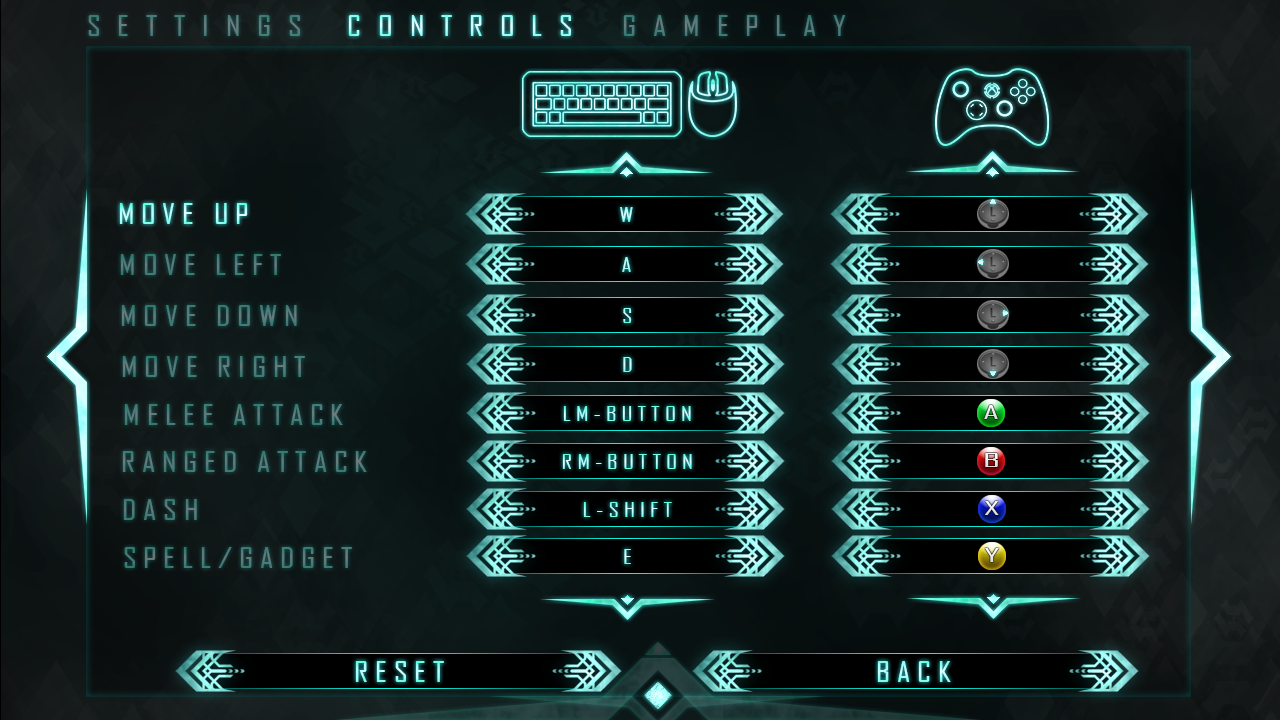 SETTINGS CONTROLS GAMEPLAY
MOVE UP W L
MOVE LEFT A L
MOVE DOWN S L
MOVE RIGHT D L
MELEE ATTACK LM-BUTTON A
RANGED ATTACK RM-BUTTON B
DASH L-SHIFT X
SPELL/GADGET E Y
RESET BACK